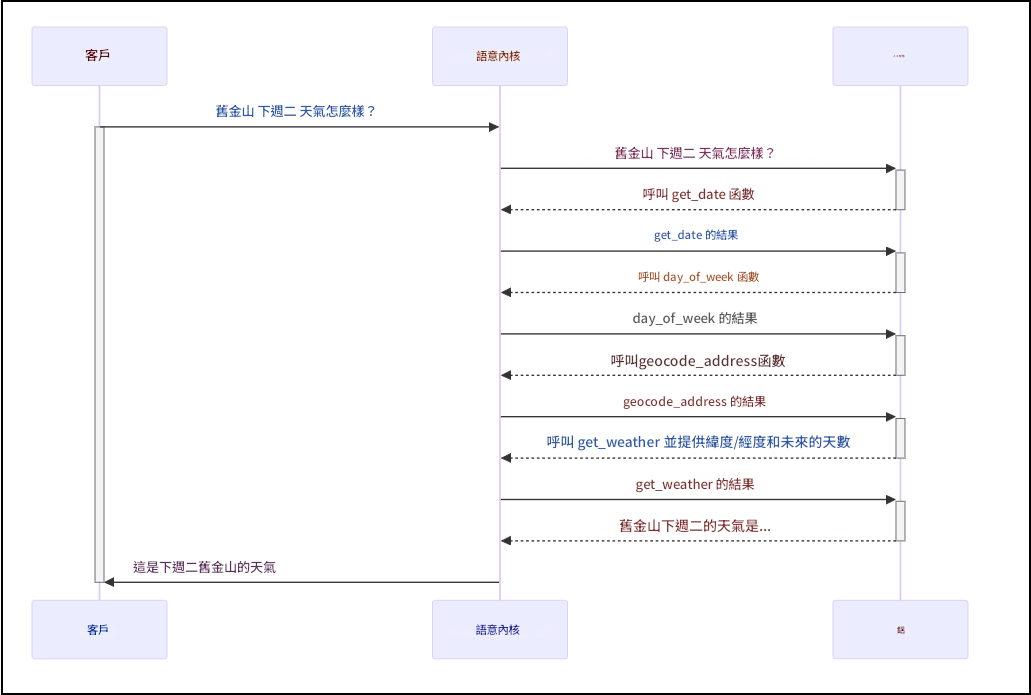 客戶
語意內核
舊金山 下週二 天氣怎麼樣？
舊金山 下週二 天氣怎麼樣？
呼叫 get_date 函數
get_date 的結果
呼叫 day_of_week 函數
day_of_week 的結果
呼叫geocode_address函數
geocode_address 的結果
呼叫 get_weather 並提供緯度/經度和未來的天數
get_weather 的結果
舊金山下週二的天氣是...
這是下週二舊金山的天氣
客戶
語意內核